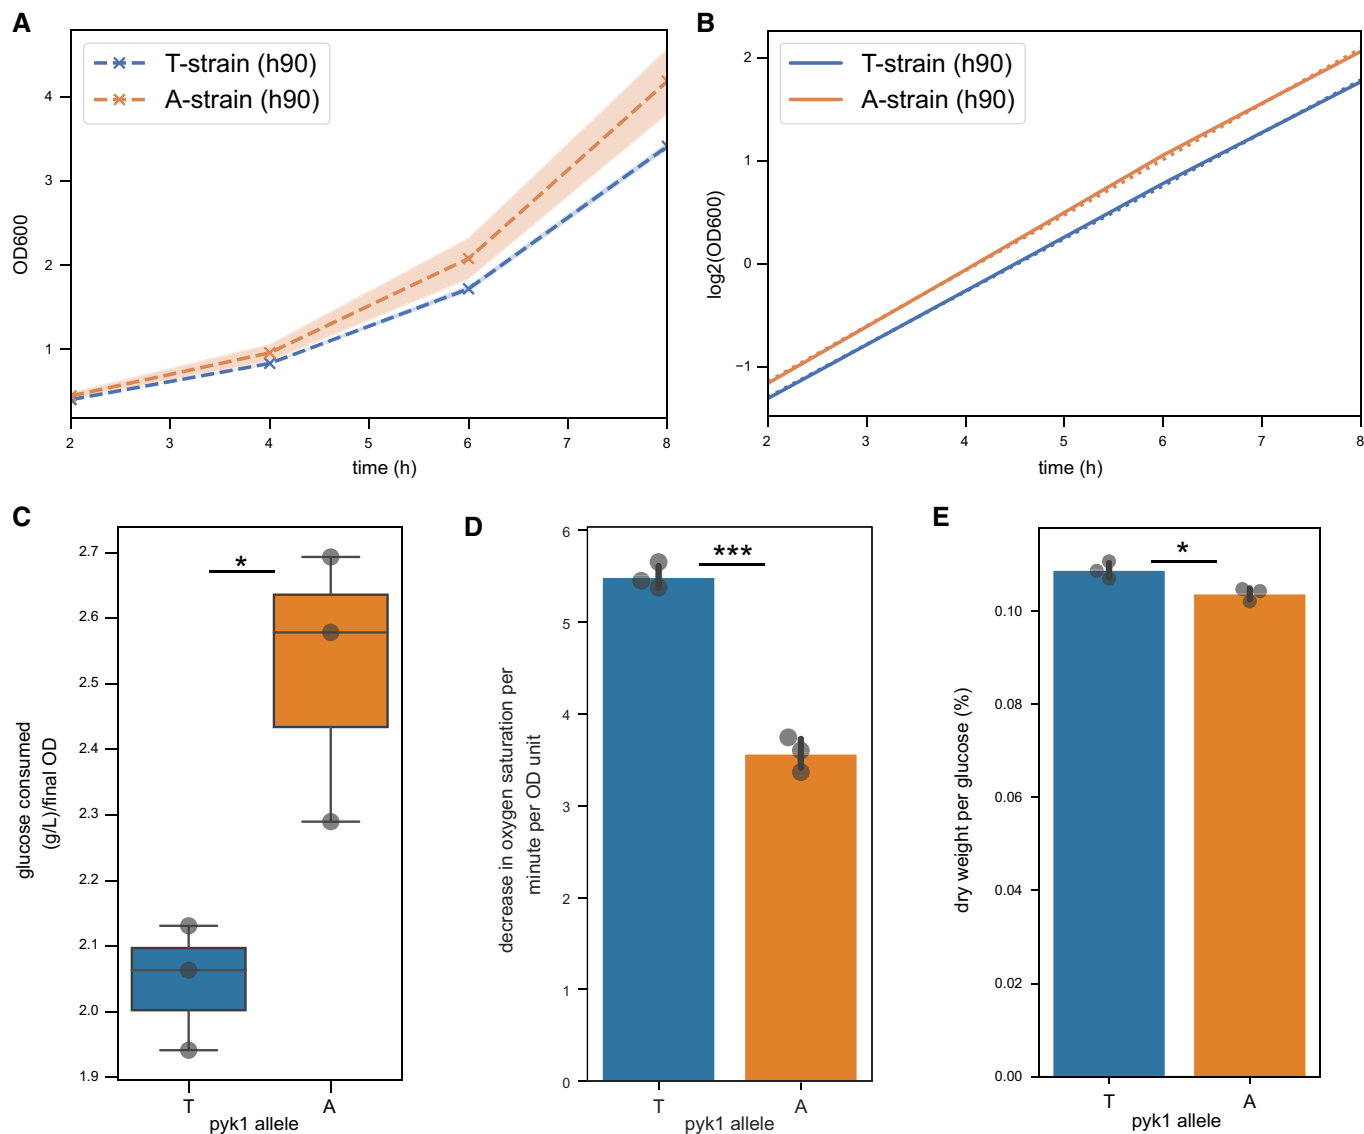 A
T-strain (h90)
A-strain (h90)
OD600
4
3
2
1
2
3
4
5
6
7
8
time (h)
B
T-strain (h90)
A-strain (h90)
log2(OD600)
2
1
0
−1
2
3
4
5
6
7
8
time (h)
C
glucose consumed
(g/L)/final OD
2.7
2.6
2.5
2.4
2.3
2.2
2.1
2.0
1.9
*
T
A
pyk1 allele
D
decrease in oxygen saturation per
minute per OD unit
6
5
4
3
2
1
0
***
T
A
pyk1 allele
E
dry weight per glucose (%)
0.10
0.08
0.06
0.04
0.02
0.00
*
T
A
pyk1 allele